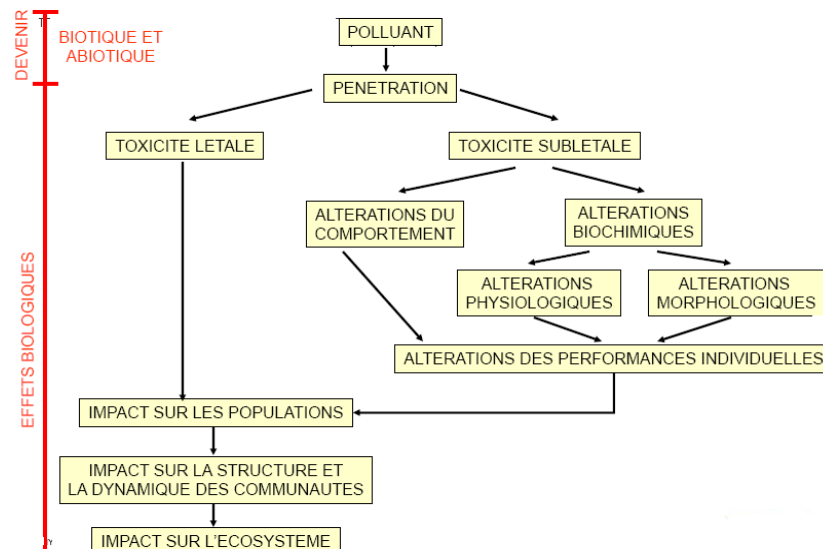 DEVENIR
BIOTIQUE ET
ABIOTIQUE
POLLUANT
PENETRATION
TOXICITE LETALE
TOXICITE SUBLETALE
ALTERATIONS DU
COMPORTEMENT
ALTERATIONS
BIOCHIMIQUES
ALTERATIONS
PHYSIOLOGIQUES
ALTERATIONS
MORPHOLOGIQUES
ALTERATIONS DES PERFORMANCES INDIVIDUELLES
EFFETS BIOLOGIQUES
IMPACT SUR LES POPULATIONS
IMPACT SUR LA STRUCTURE ET
LA DYNAMIQUE DES COMMUNAUTES
IMPACT SUR L'ECOSYSTEME